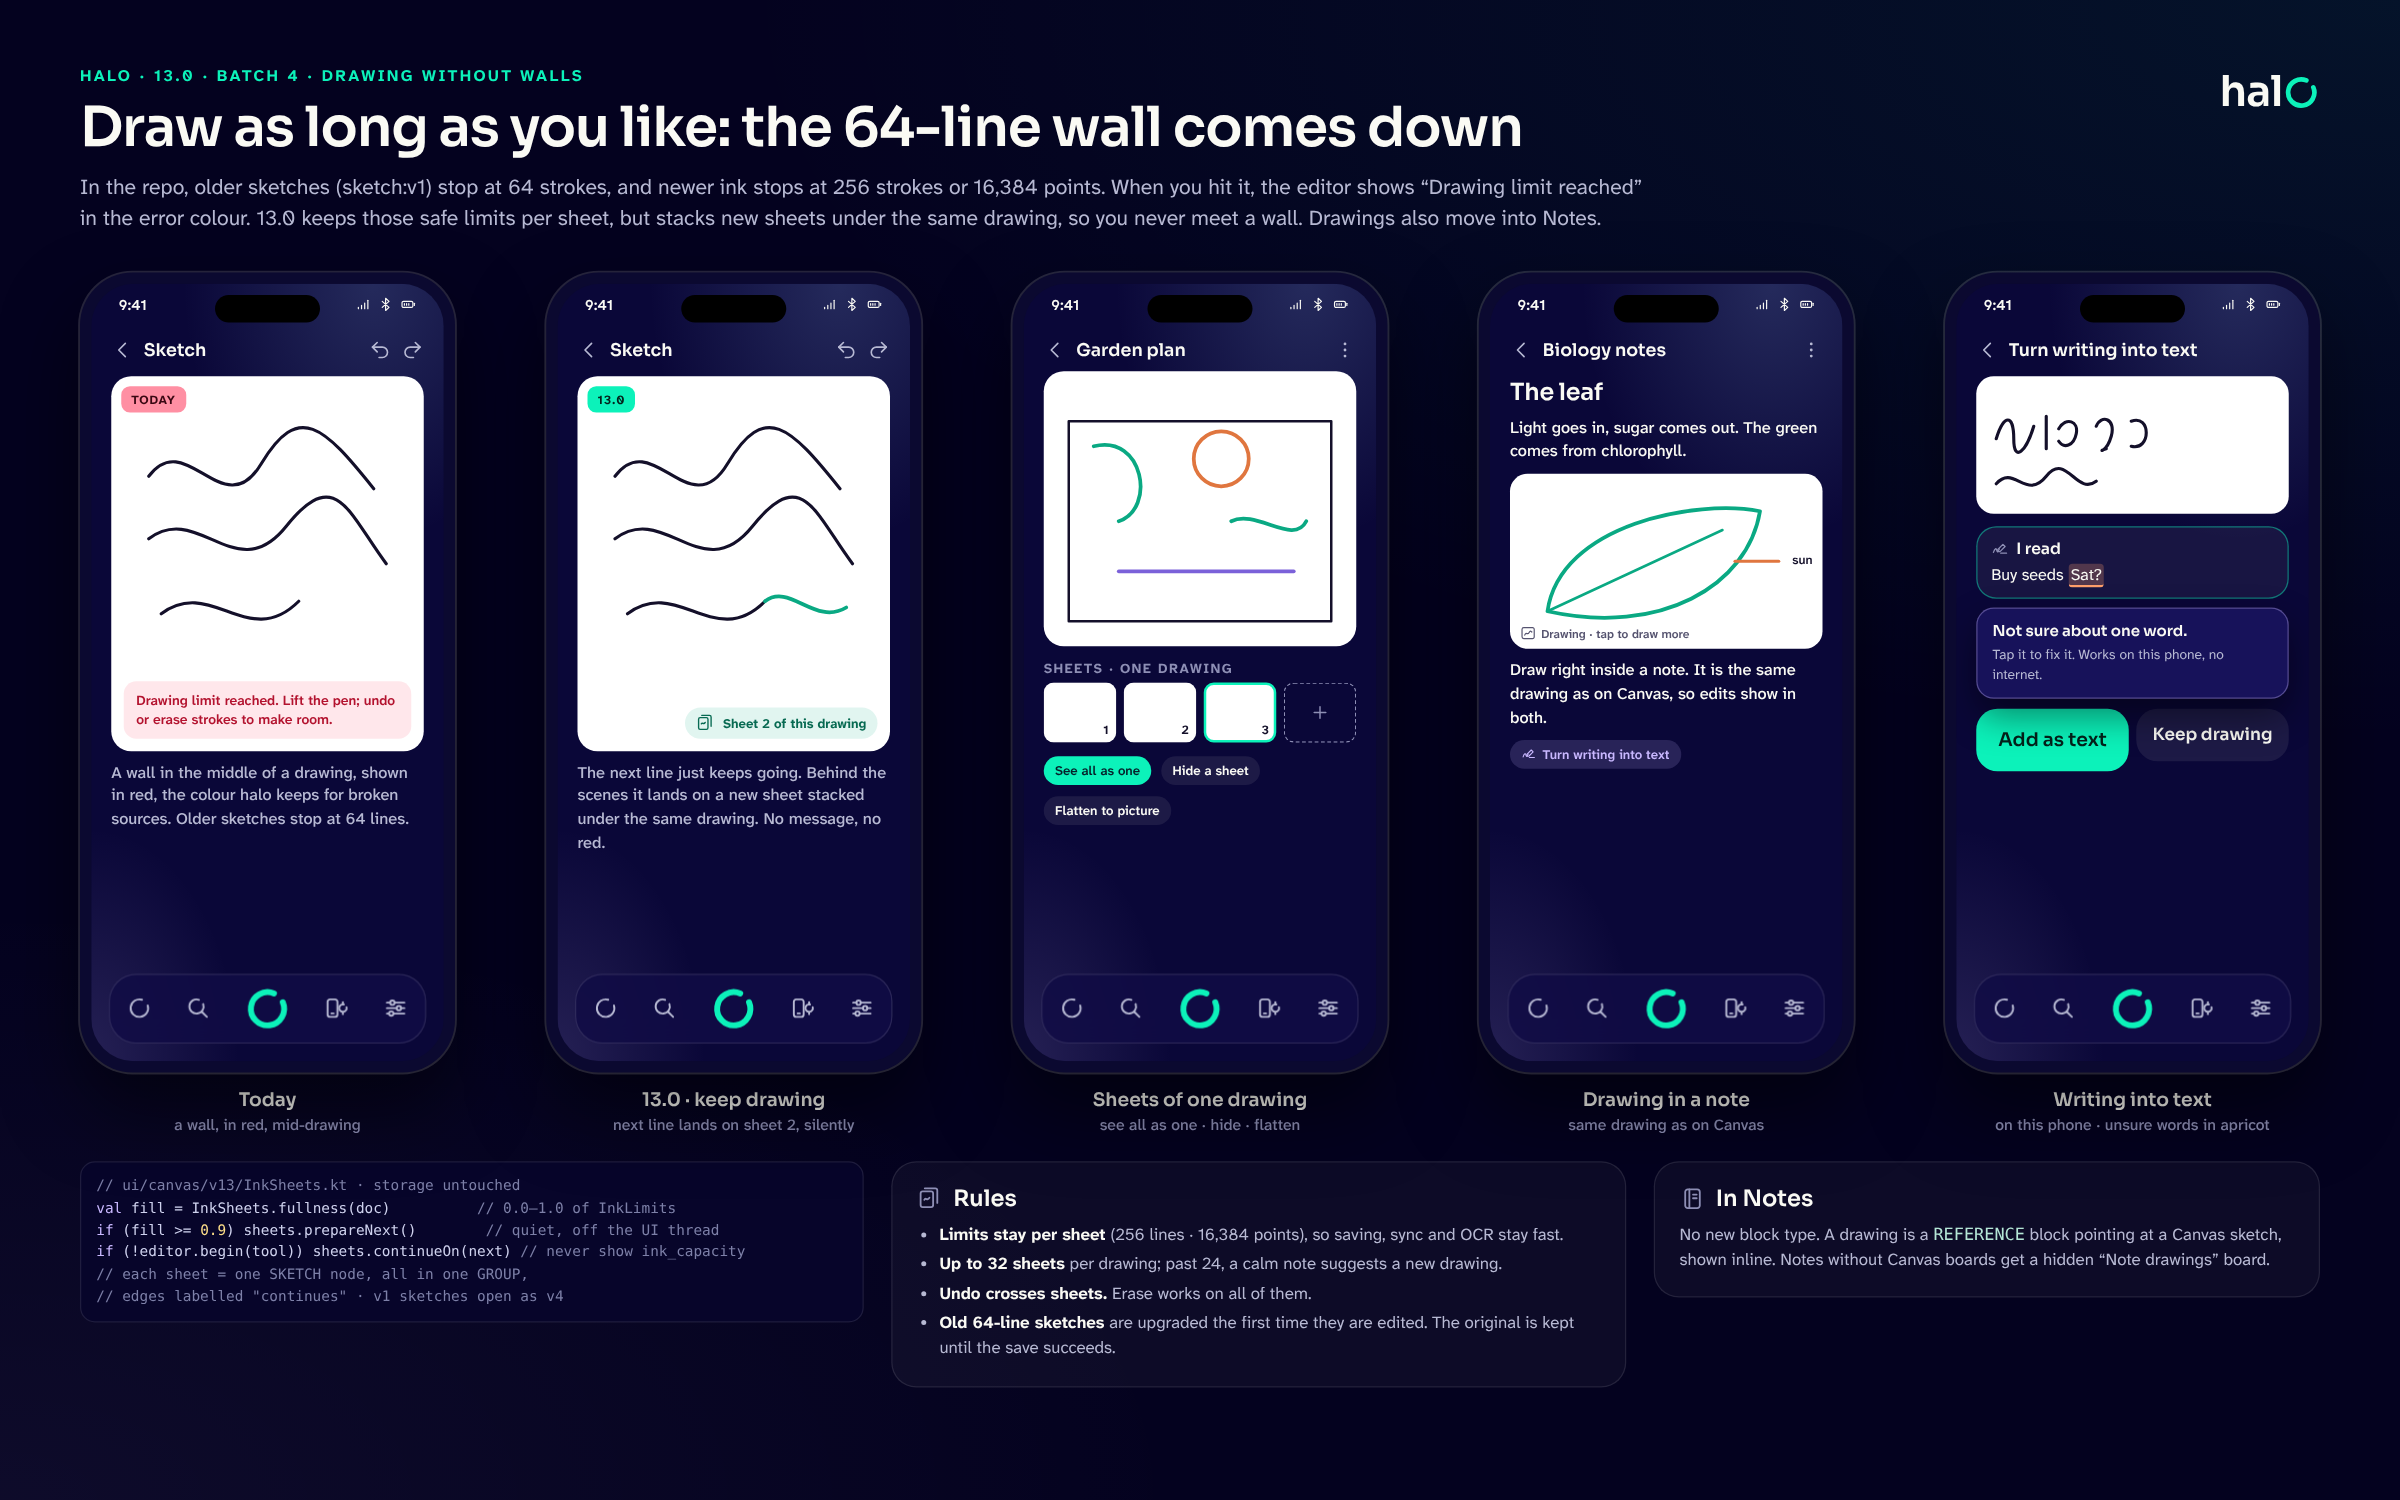 HALO · 13.0 · BATCH 4 · DRAWING WITHOUT WALLS
halo
Draw as long as you like: the 64-line wall comes down
In the repo, older sketches (sketch:v1) stop at 64 strokes, and newer ink stops at 256 strokes or 16,384 points. When you hit it, the editor shows “Drawing limit reached”
in the error colour. 13.0 keeps those safe limits per sheet, but stacks new sheets under the same drawing, so you never meet a wall. Drawings also move into Notes.
9:41
Sketch
TODAY
Drawing limit reached. Lift the pen; undo
or erase strokes to make room.
A wall in the middle of a drawing, shown
in red, the colour halo keeps for broken
sources. Older sketches stop at 64 lines.
Today
a wall, in red, mid-drawing
9:41
Sketch
13.0
Sheet 2 of this drawing
The next line just keeps going. Behind the
scenes it lands on a new sheet stacked
under the same drawing. No message, no
red.
13.0 · keep drawing
next line lands on sheet 2, silently
9:41
Garden plan
SHEETS · ONE DRAWING
1 2 3 +
See all as one Hide a sheet
Flatten to picture
Sheets of one drawing
see all as one · hide · flatten
9:41
Biology notes
The leaf
Light goes in, sugar comes out. The green
comes from chlorophyll.
sun
Drawing · tap to draw more
Draw right inside a note. It is the same
drawing as on Canvas, so edits show in
both.
Turn writing into text
Drawing in a note
same drawing as on Canvas
9:41
Turn writing into text
I read
Buy seeds Sat?
Not sure about one word.
Tap it to fix it. Works on this phone, no
internet.
Add as text Keep drawing
Writing into text
on this phone · unsure words in apricot
// ui/canvas/v13/InkSheets.kt · storage untouched
val fill = InkSheets.fullness(doc) // 0.0–1.0 of InkLimits
if (fill >= 0.9) sheets.prepareNext() // quiet, off the UI thread
if (!editor.begin(tool)) sheets.continueOn(next) // never show ink_capacity
// each sheet = one SKETCH node, all in one GROUP,
// edges labelled "continues" · v1 sketches open as v4
Rules
• Limits stay per sheet (256 lines · 16,384 points), so saving, sync and OCR stay fast.
• Up to 32 sheets per drawing; past 24, a calm note suggests a new drawing.
• Undo crosses sheets. Erase works on all of them.
• Old 64-line sketches are upgraded the first time they are edited. The original is kept
until the save succeeds.
In Notes
No new block type. A drawing is a REFERENCE block pointing at a Canvas sketch,
shown inline. Notes without Canvas boards get a hidden “Note drawings” board.